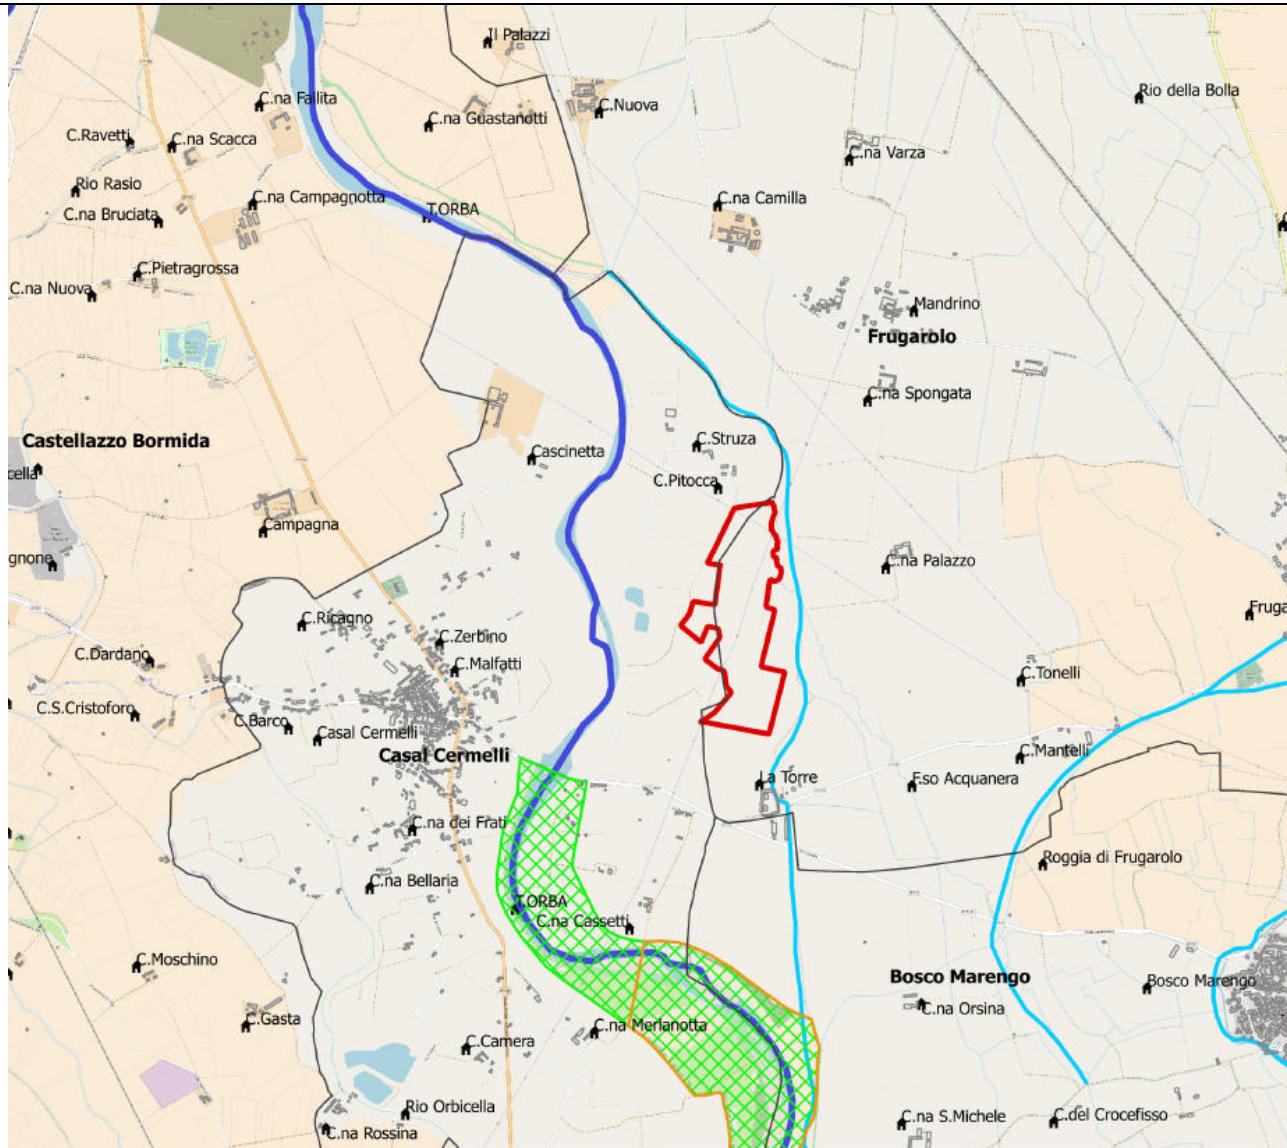 Il Palazzi
C.na Fallita
C.Nuova
Rio della Bolla
C.na Guastanotti
C.Ravetti
C.na Scacca
C.na Varza
Rio Rasio
C.na Campagnotta
C.na Camilla
C.na Bruciata
T.ORBA
C.Pietragrossa
C.na Nuova
Mandrino
Frugarolo
C.na Spongata
Castellazzo Bormida
C.Struza
Cascinetta
cella
C.Pitocca
Campagna
gnone
C.na Palazzo
Fruga
C.Ricagno
C.Zerbino
C.Dardano
C.Malfatti
C.Tonelli
C.S.Cristoforo
C.Barco
Casal Cermelli
Casal Cermelli
C.Mantelli
La Torre
F.so Acquanera
C.na dei Frati
Roggia di Frugarolo
C.na Bellaria
T.ORBA
C.na Cassetti
C.Moschino
Bosco Marengo
Bosco Marengo
C.na Orsina
C.Gasta
C.na Merlanotta
C.Camera
Rio Orbicella
C.na S.Michele
C.del Crocefisso
C.na Rossina